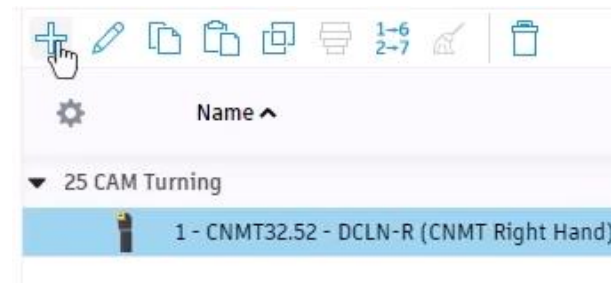 1→6
2→7
Name
25 CAM Turning
1 - CNMT32.52 - DCLN-R (CNMT Right Hand)